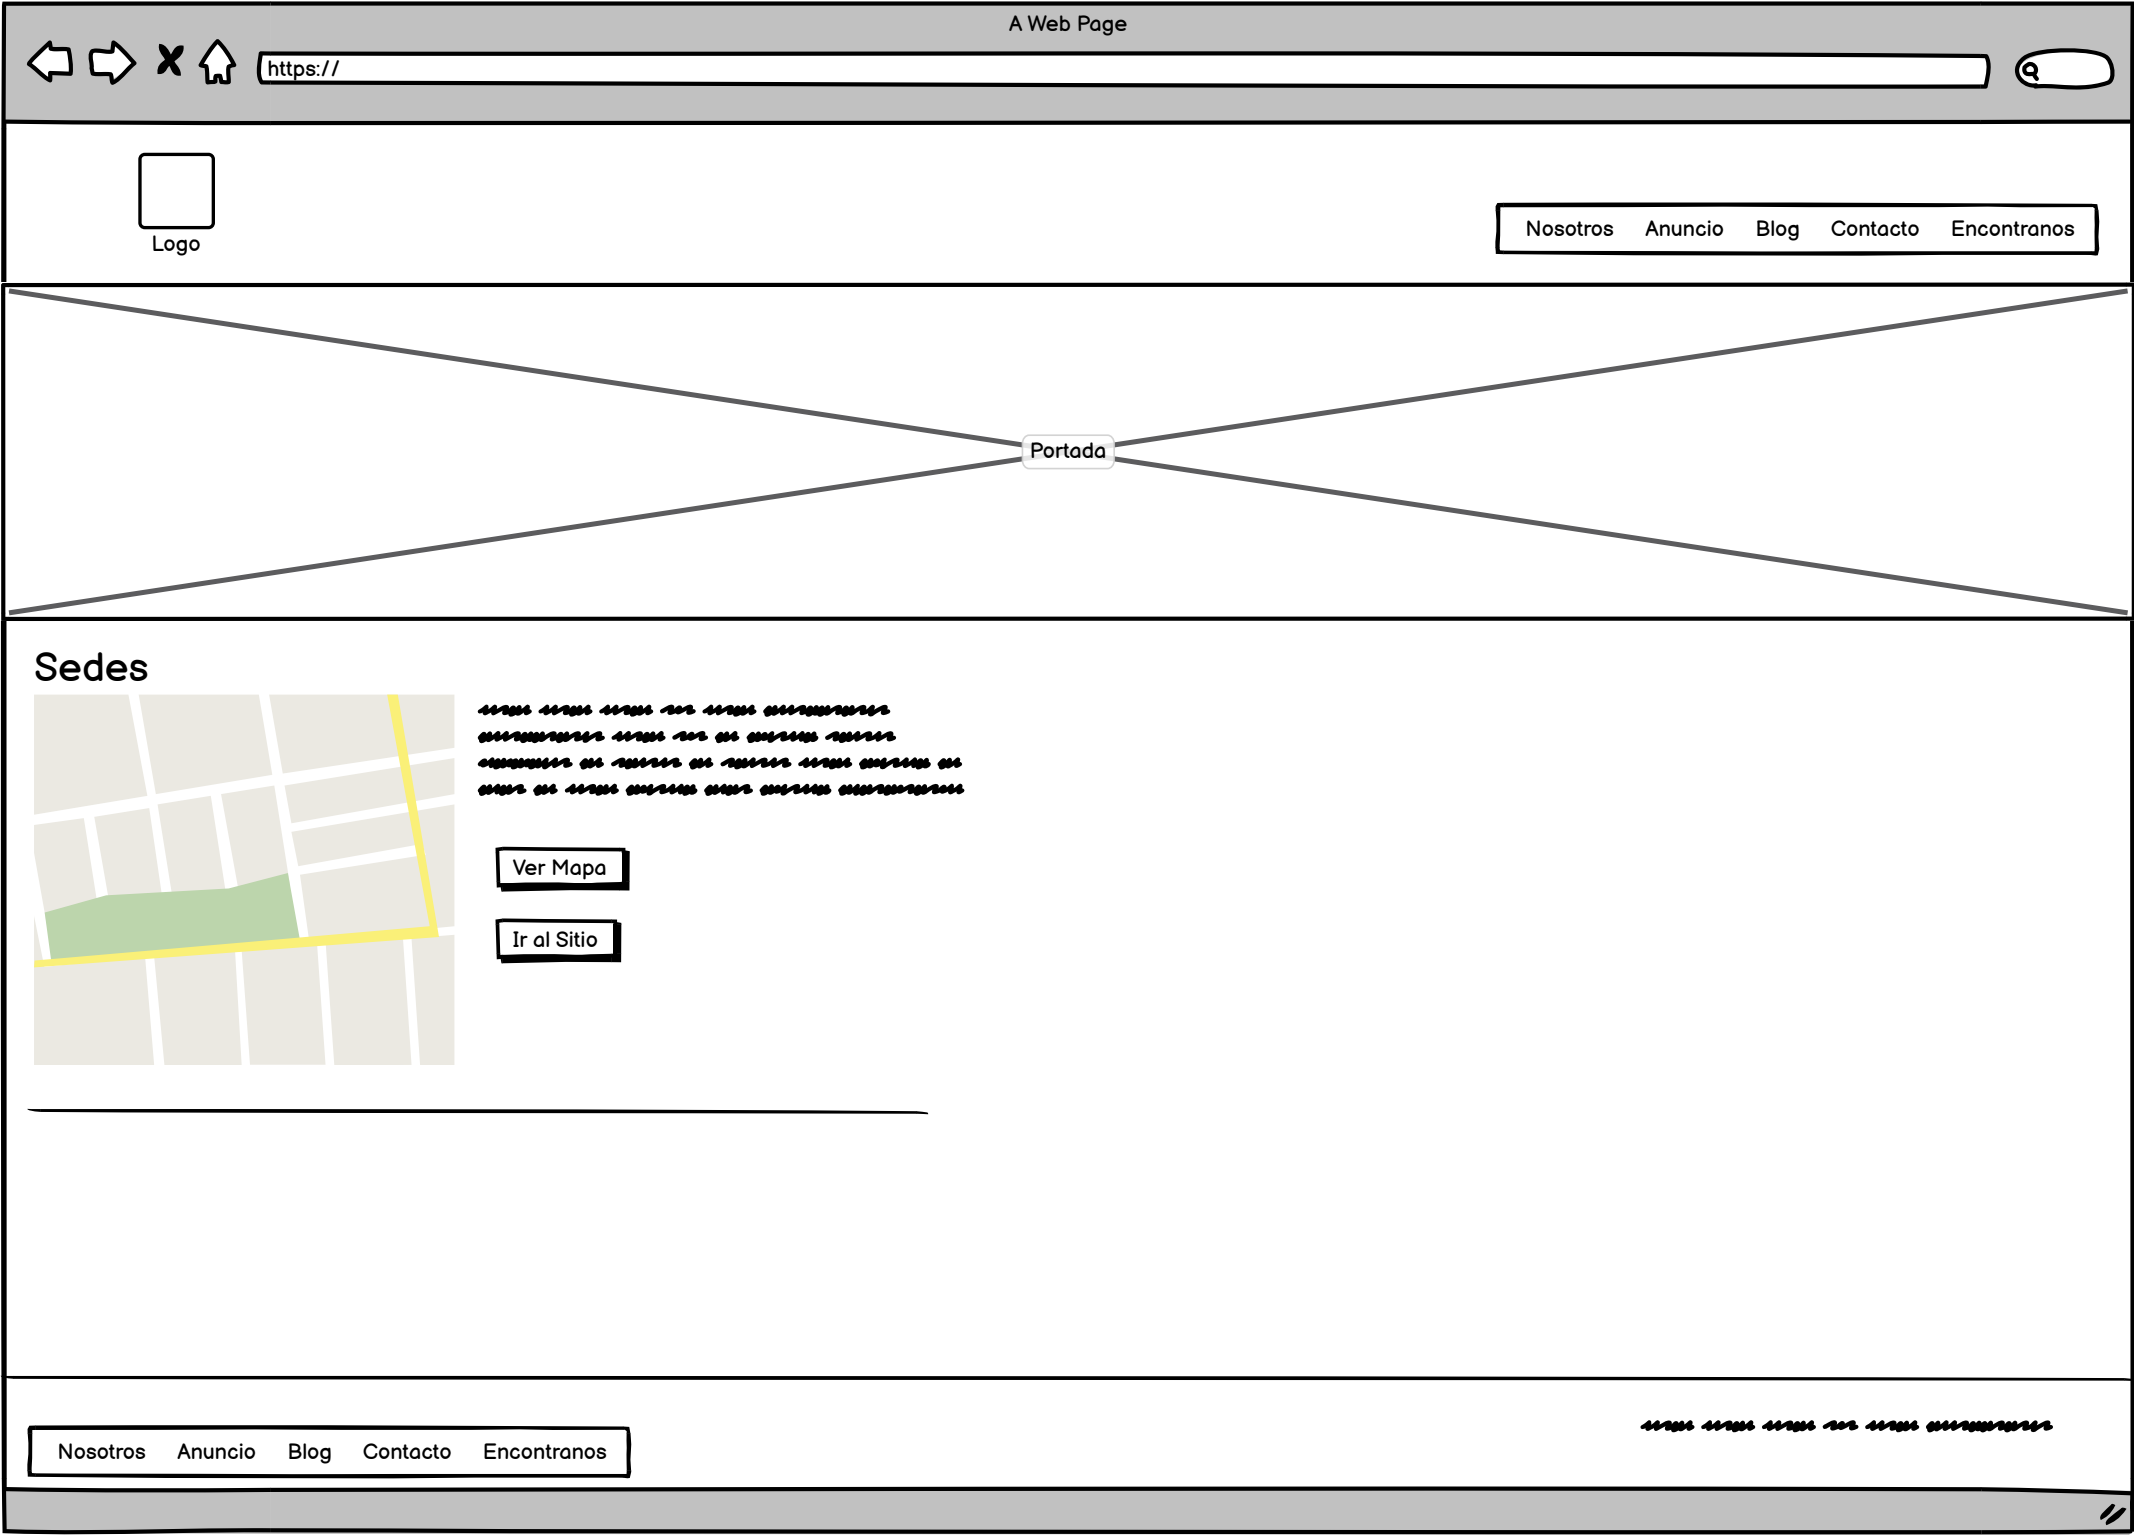 A Web Page
https://
Logo
Nosotros Anuncio Blog Contacto Encontranos
Portada
Sedes
Ver Mapa
Ir al Sitio
Nosotros Anuncio Blog Contacto Encontranos